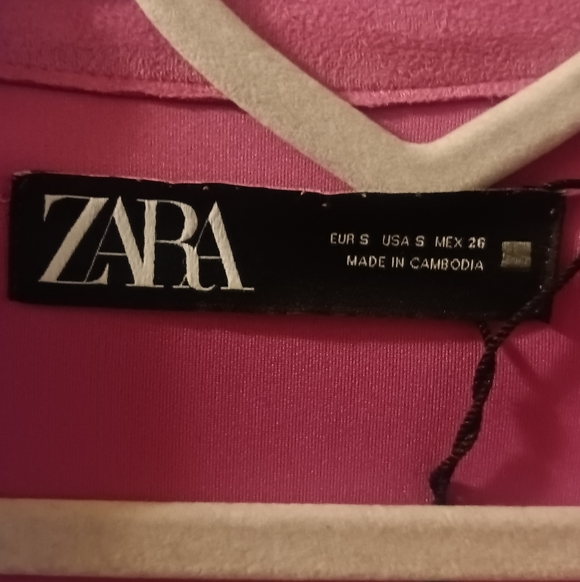 ZARA
EUR S USA S MEX 26
MADE IN CAMBODIA